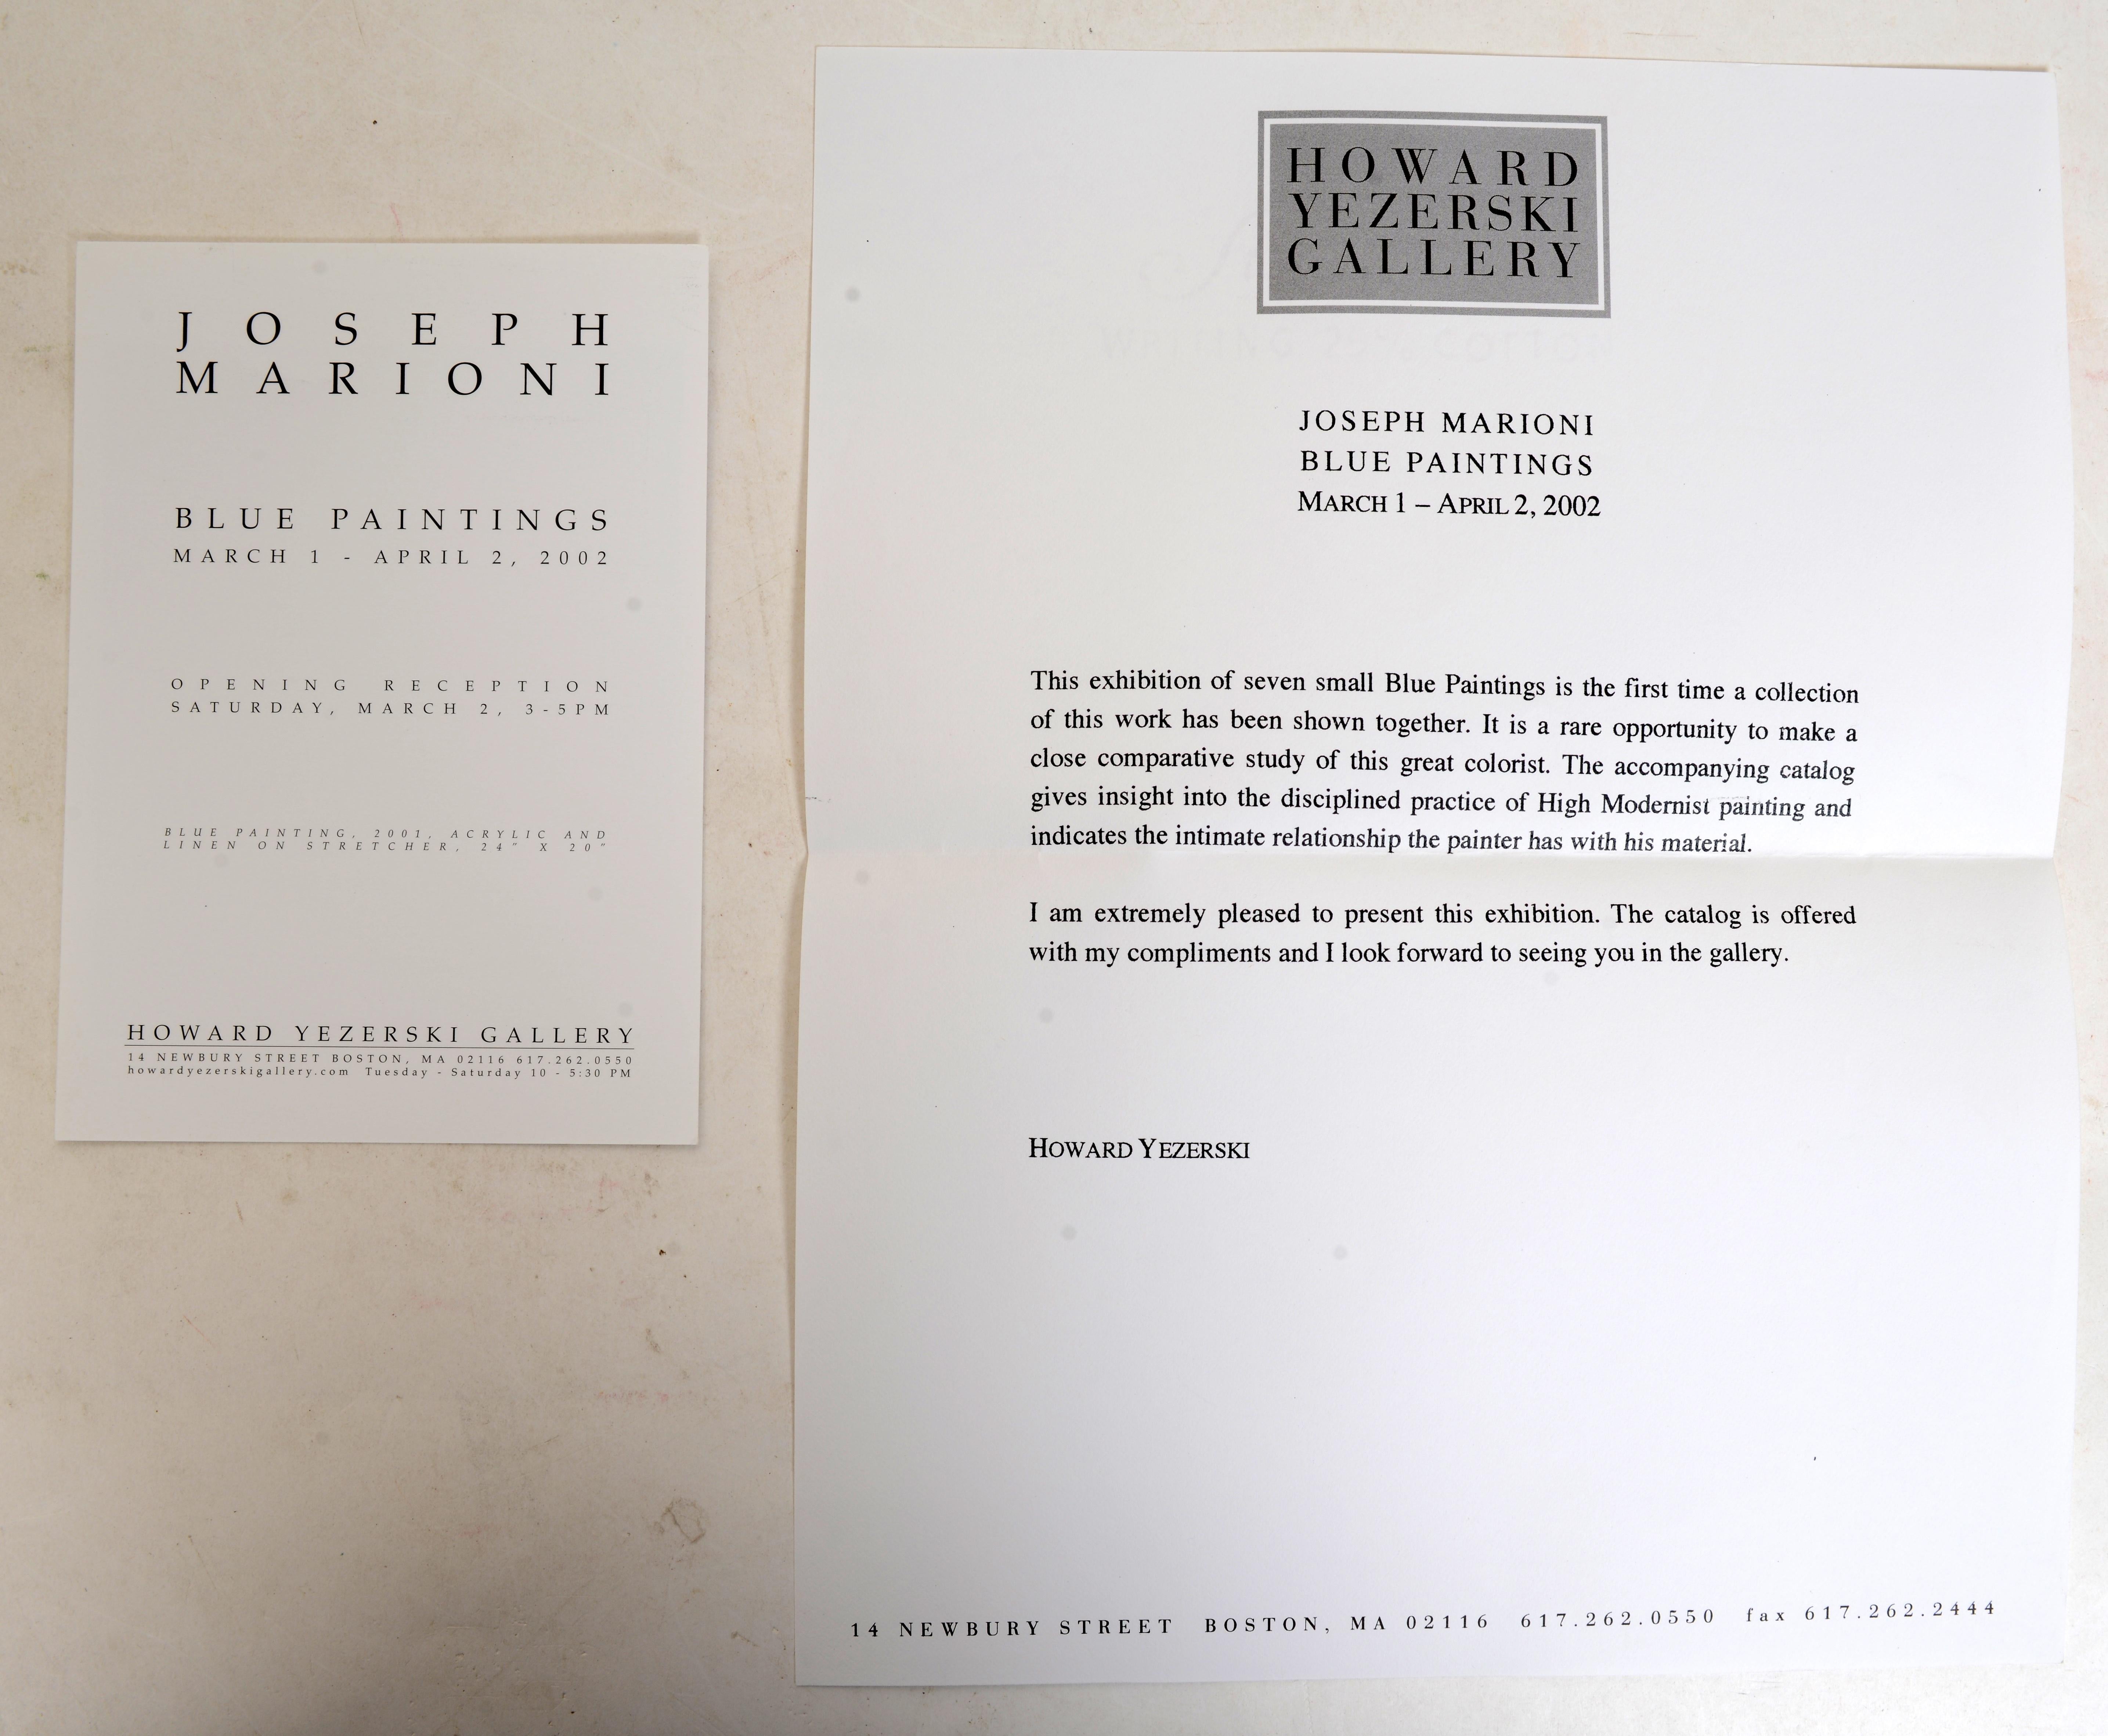 JOSEPH
MARIONI
BLUE PAINTINGS
MARCH 1 - APRIL 2, 2002
OPENING RECEPTION
SATURDAY, MARCH 2, 3-5PM
BLUE PAINTING, 2001, ACRYLIC AND
LINEN ON STRETCHER, 24" X 20"
HOWARD YEZERSKI GALLERY
14 NEWBURY STREET BOSTON, MA 02116 617.262.0550
howardyezerskigallery.com Tuesday - Saturday 10 - 5:30 PM
HOWARD
YEZERSKI
GALLERY
JOSEPH MARIONI
BLUE PAINTINGS
MARCH 1 – APRIL 2, 2002
This exhibition of seven small Blue Paintings is the first time a collection
of this work has been shown together. It is a rare opportunity to make a
close comparative study of this great colorist. The accompanying catalog
gives insight into the disciplined practice of High Modernist painting and
indicates the intimate relationship the painter has with his material.
I am extremely pleased to present this exhibition. The catalog is offered
with my compliments and I look forward to seeing you in the gallery.
HOWARD YEZERSKI
14 NEWBURY STREET BOSTON, MA 02116 617.262.0550 fax 617.262.2444